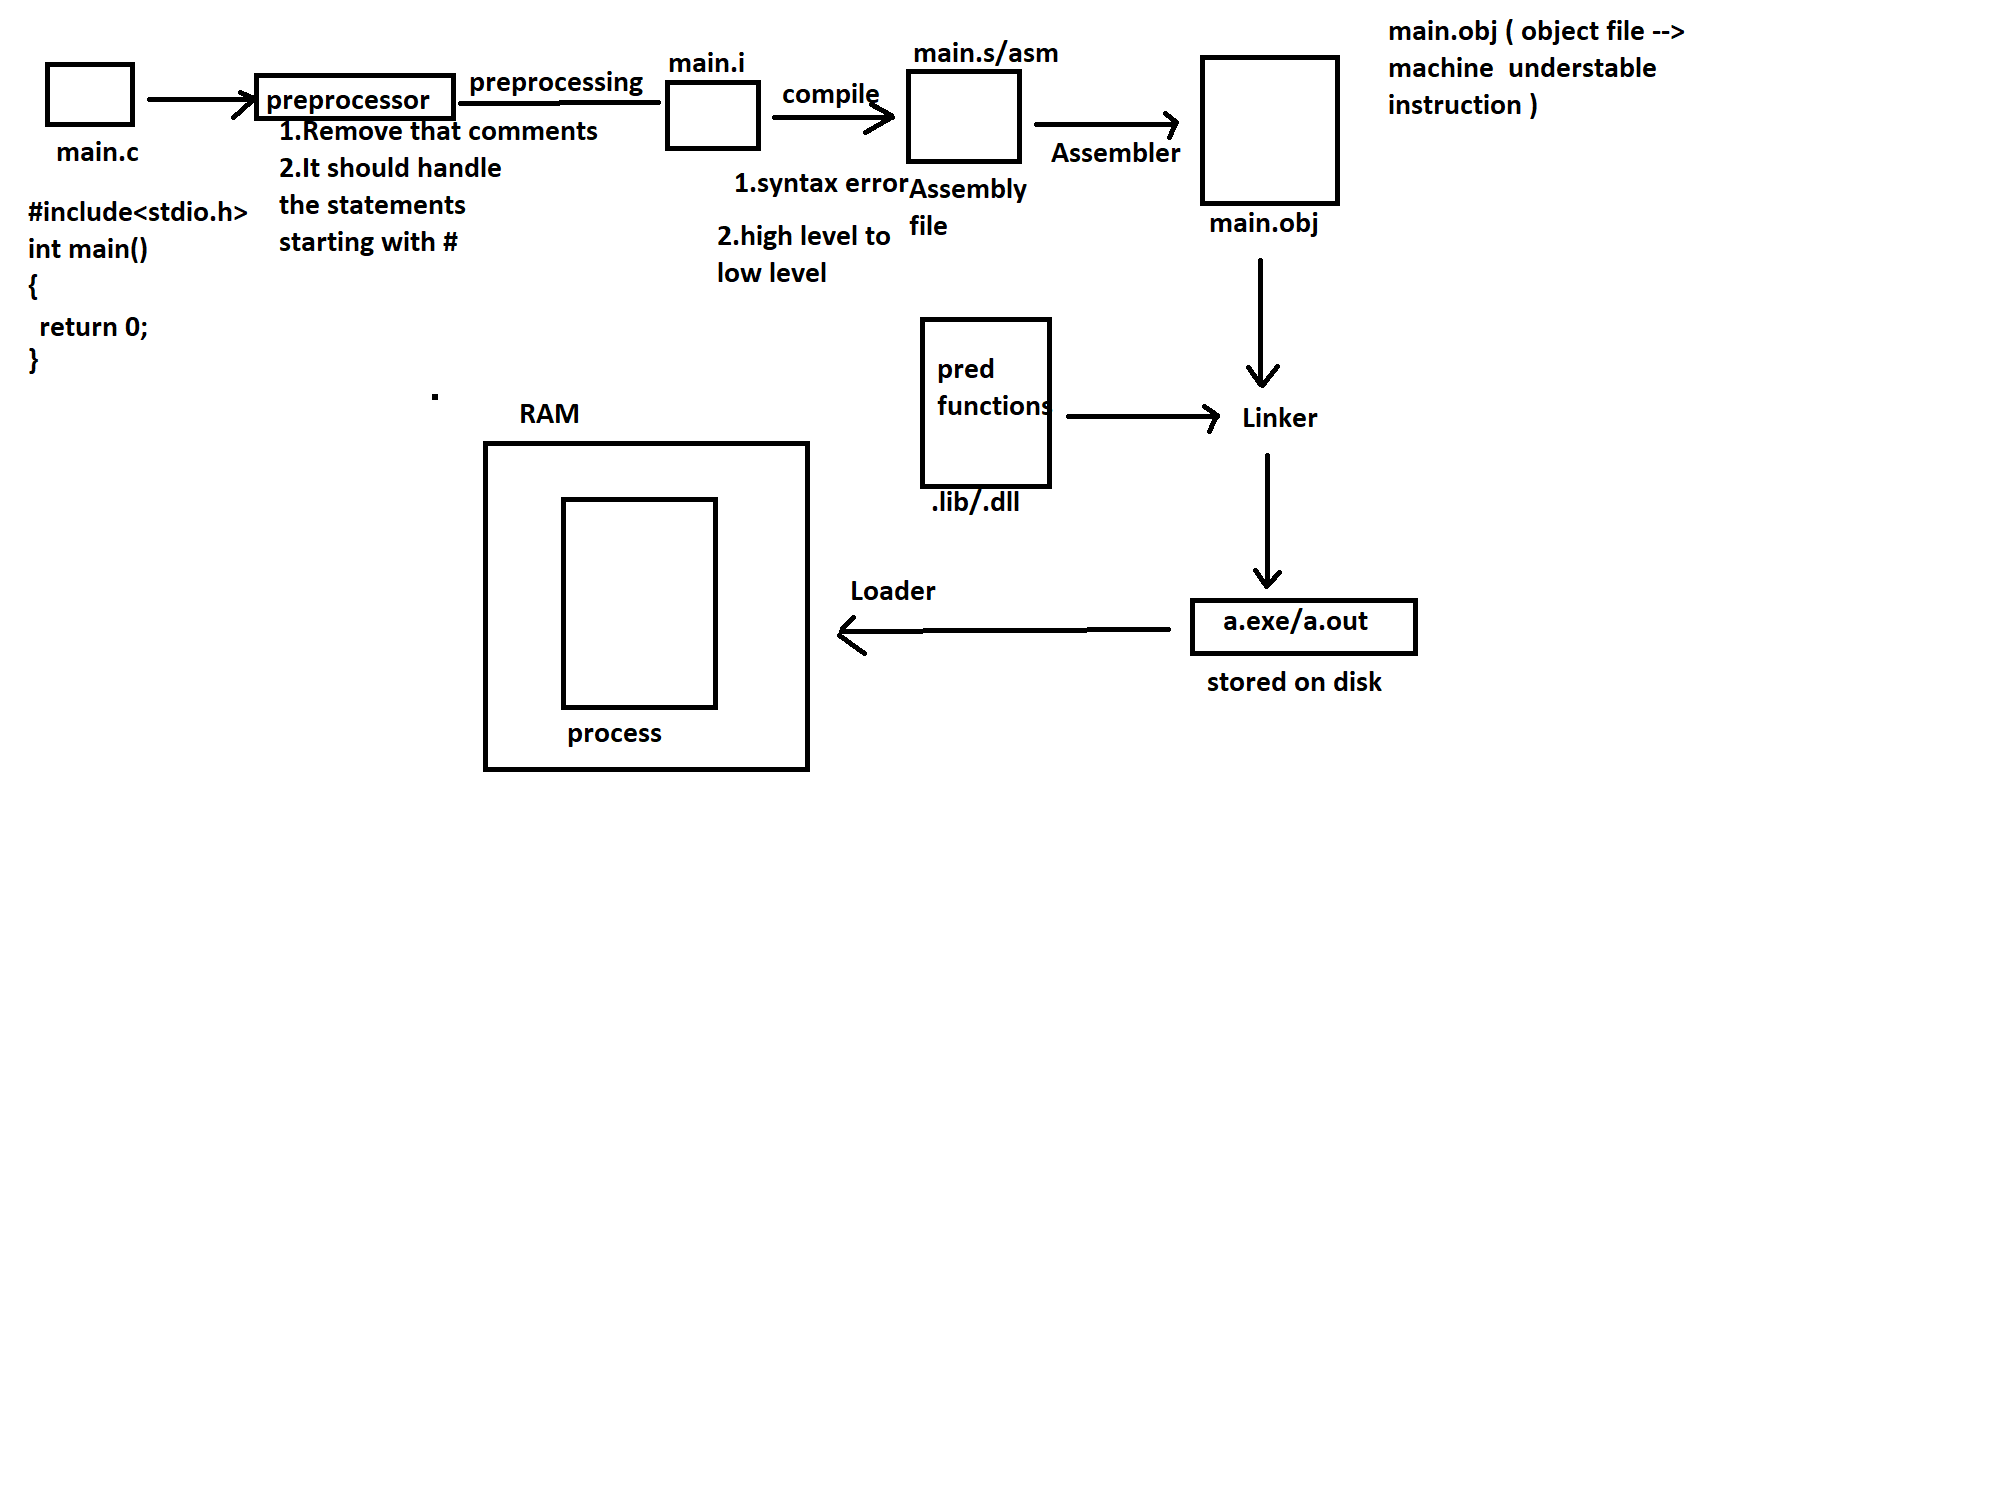 main.c
#include<stdio.h>
int main()
{
return 0;
}
preprocessor
1.Remove that comments
2.It should handle
the statements
starting with #
preprocessing
main.i
compile
1.syntax error
2.high level to
low level
main.s/asm
Assembly
file
Assembler
main.obj
main.obj ( object file -->
machine  understable
instruction )
pred
functions
.lib/.dll
Linker
a.exe/a.out
stored on disk
Loader
RAM
process